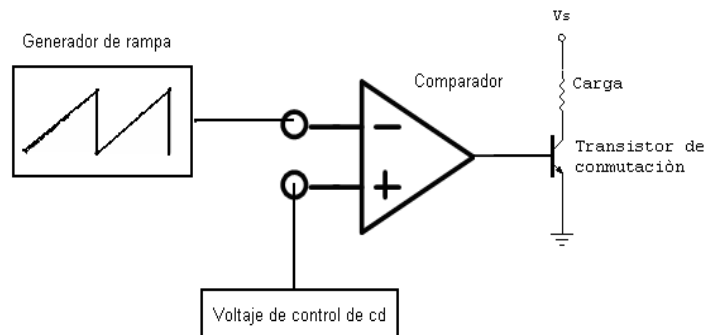 Vs
Generador de rampa
Comparador
Carga
Transistor de
conmutaciòn
Voltaje de control de cd